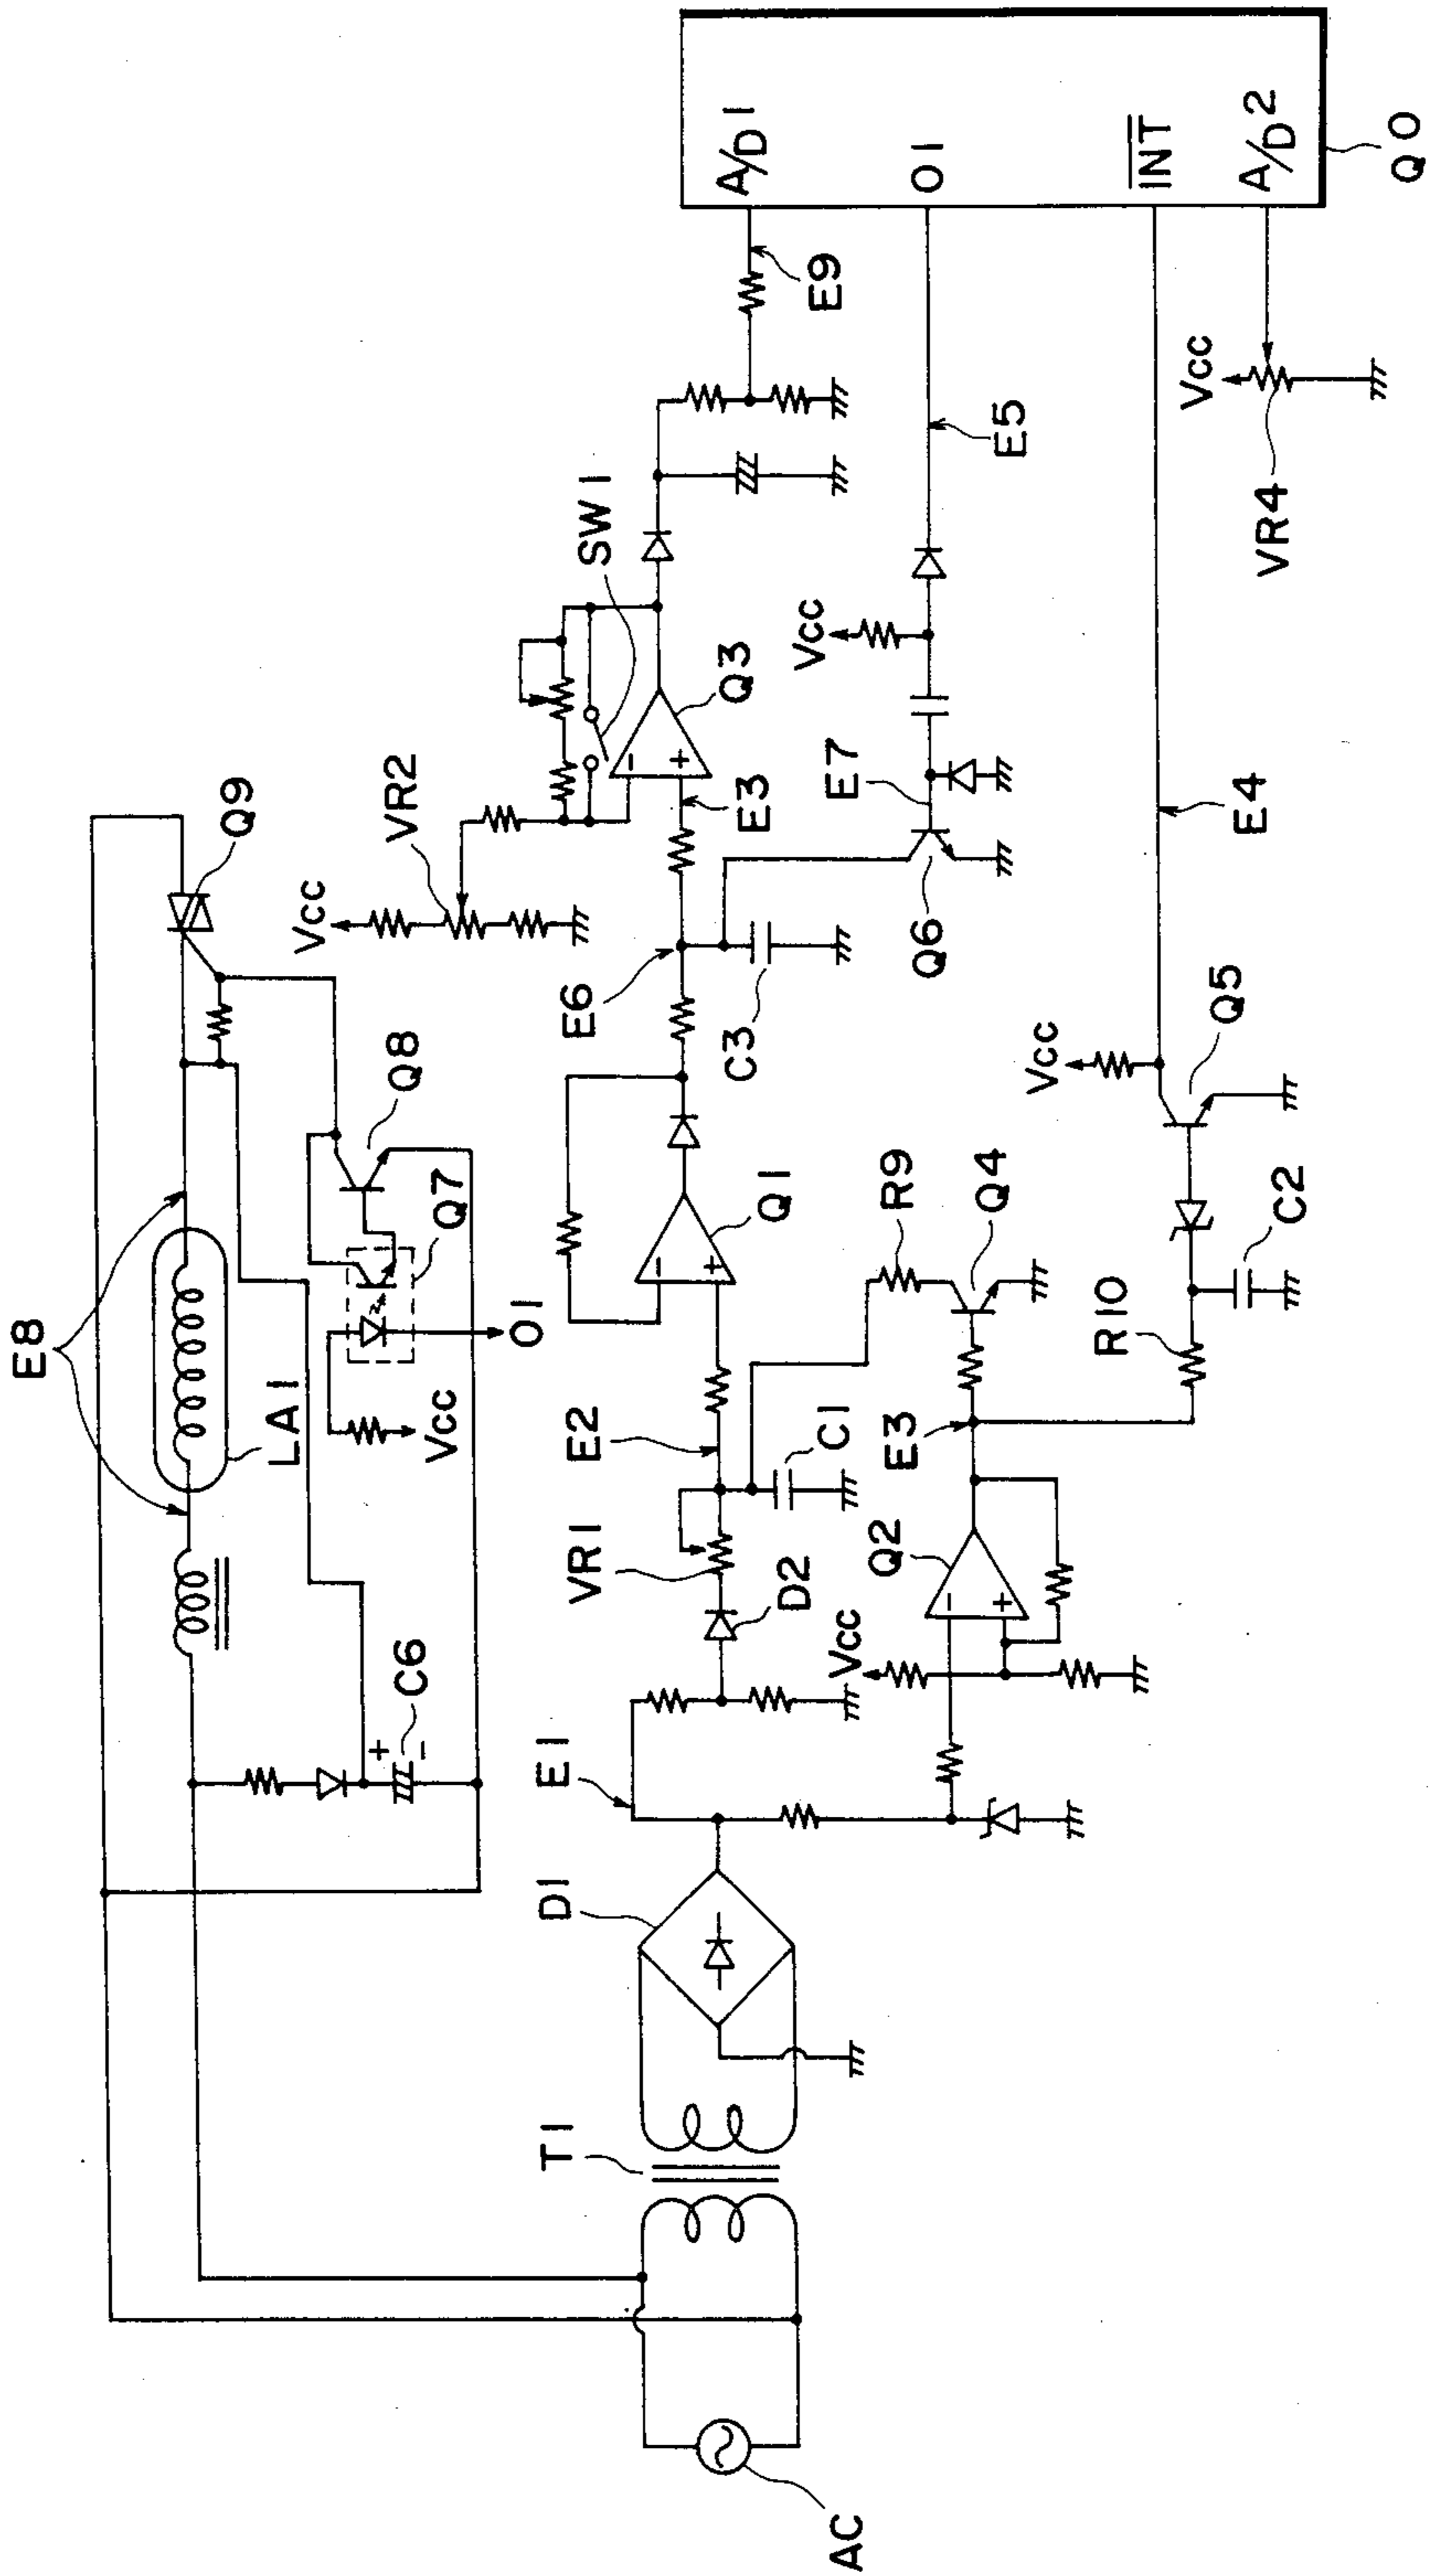 E8
LA1
Q9
Vcc
VR2
Q8
Q7
O1
Vcc
C6
+
-
SW1
Q3
-
+
E3
E6
C3
E7
Q6
Vcc
E5
E9
A/D1
O1
INT
A/D2
Q0
Vcc
VR4
E4
Vcc
Q5
C2
R10
R9
Q4
Q1
-
+
E2
C1
VR1
D2
E3
Q2
-
+
Vcc
E1
D1
T1
AC